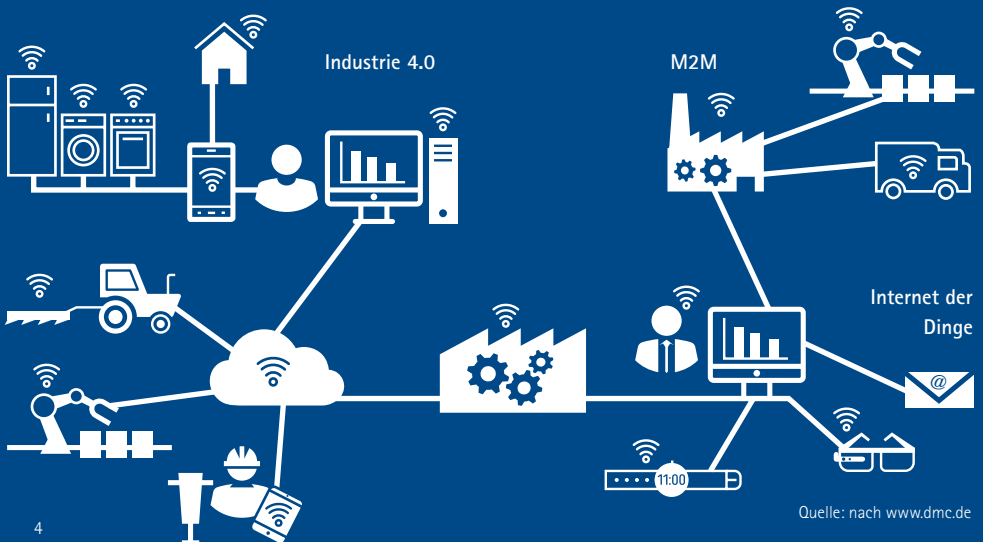 Industrie 4.0
M2M
Internet der
Dinge
@
11:00
Quelle: nach www.dmc.de
4